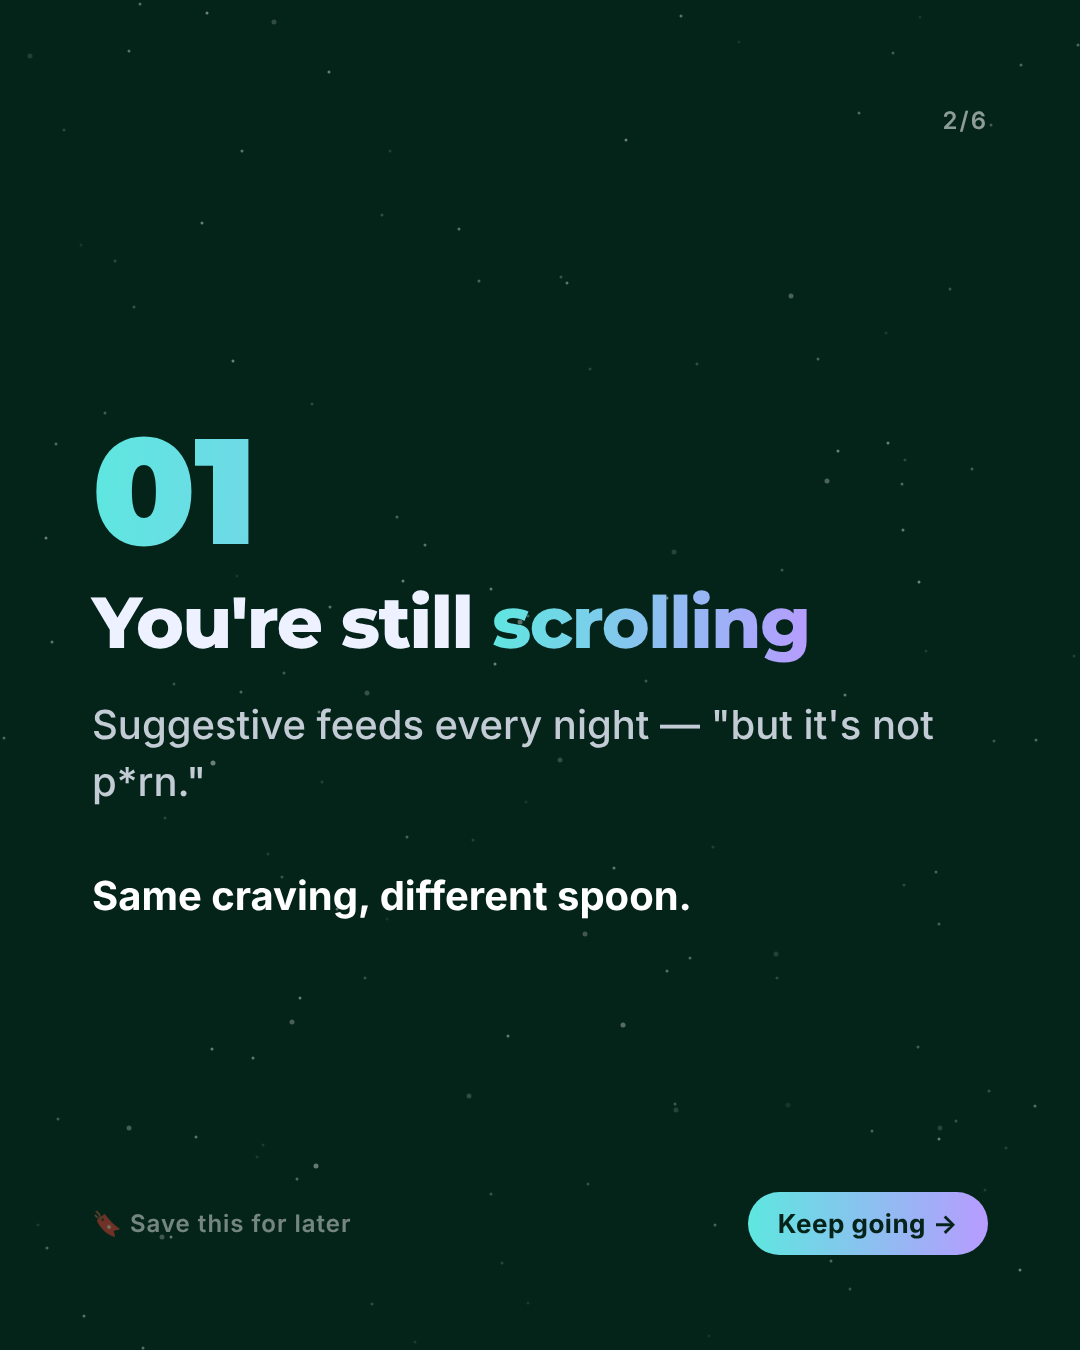 2/6
01
You're still scrolling
Suggestive feeds every night — "but it's not
p*rn."
Same craving, different spoon.
🔖 Save this for later
Keep going →